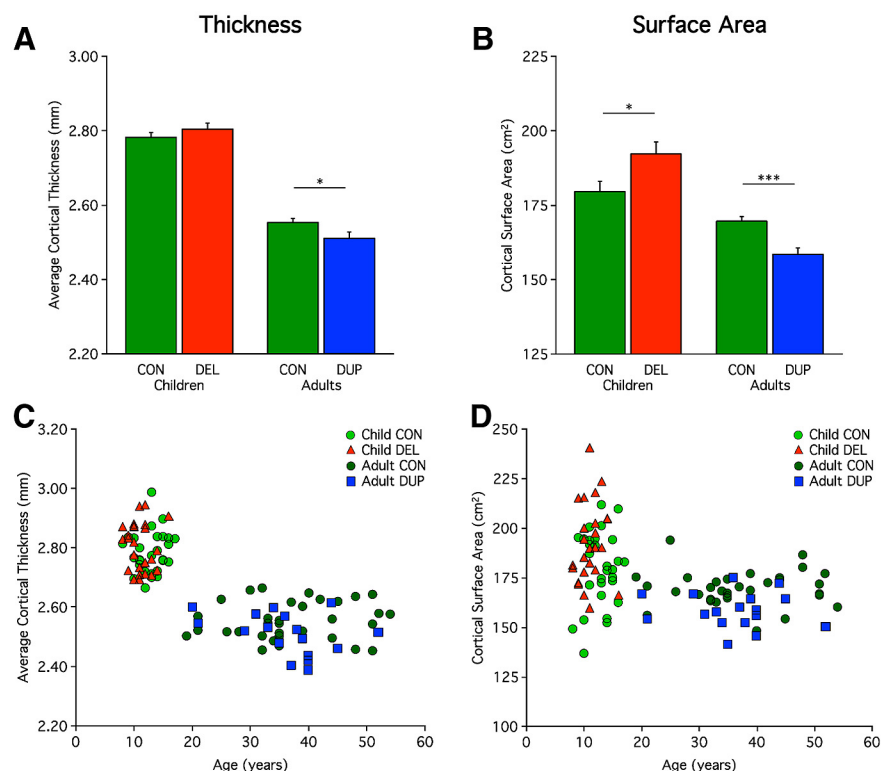 Thickness
A
Average Cortical Thickness (mm)
3.00
2.80
2.60
2.40
2.20
*
CON DEL CON DUP
Children Adults
Surface Area
B
Cortical Surface Area (cm²)
225
200
175
150
125
*
***
CON DEL CON DUP
Children Adults
C
Average Cortical Thickness (mm)
3.20
3.00
2.80
2.60
2.40
2.20
Child CON
Child DEL
Adult CON
Adult DUP
0 10 20 30 40 50 60
Age (years)
D
Cortical Surface Area (cm²)
250
225
200
175
150
125
100
Child CON
Child DEL
Adult CON
Adult DUP
0 10 20 30 40 50 60
Age (years)